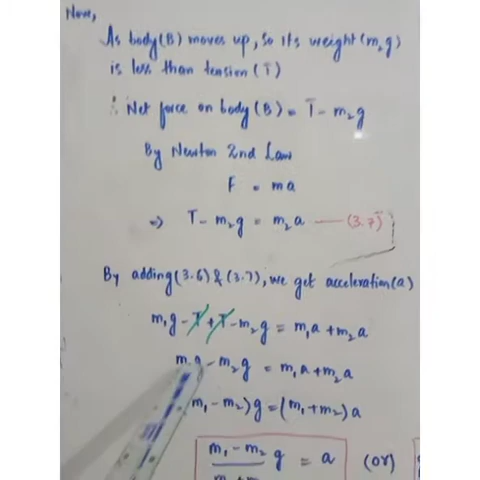 Now,
As body(B) moves up, so its weight(m₂g)
is less than tension (T)
∴ Net force on body(B) = T - m₂g
By Newton 2nd Law
F = ma
⇒ T - m₂g = m₂a —— (3.7)
By adding (3.6) & (3.7), we get acceleration(a)
m₁g - T + T - m₂g = m₁a + m₂a
m₁g - m₂g = m₁a + m₂a
m₁ - m₂)g = (m₁ + m₂)a
m₁ - m₂ g = a (or)